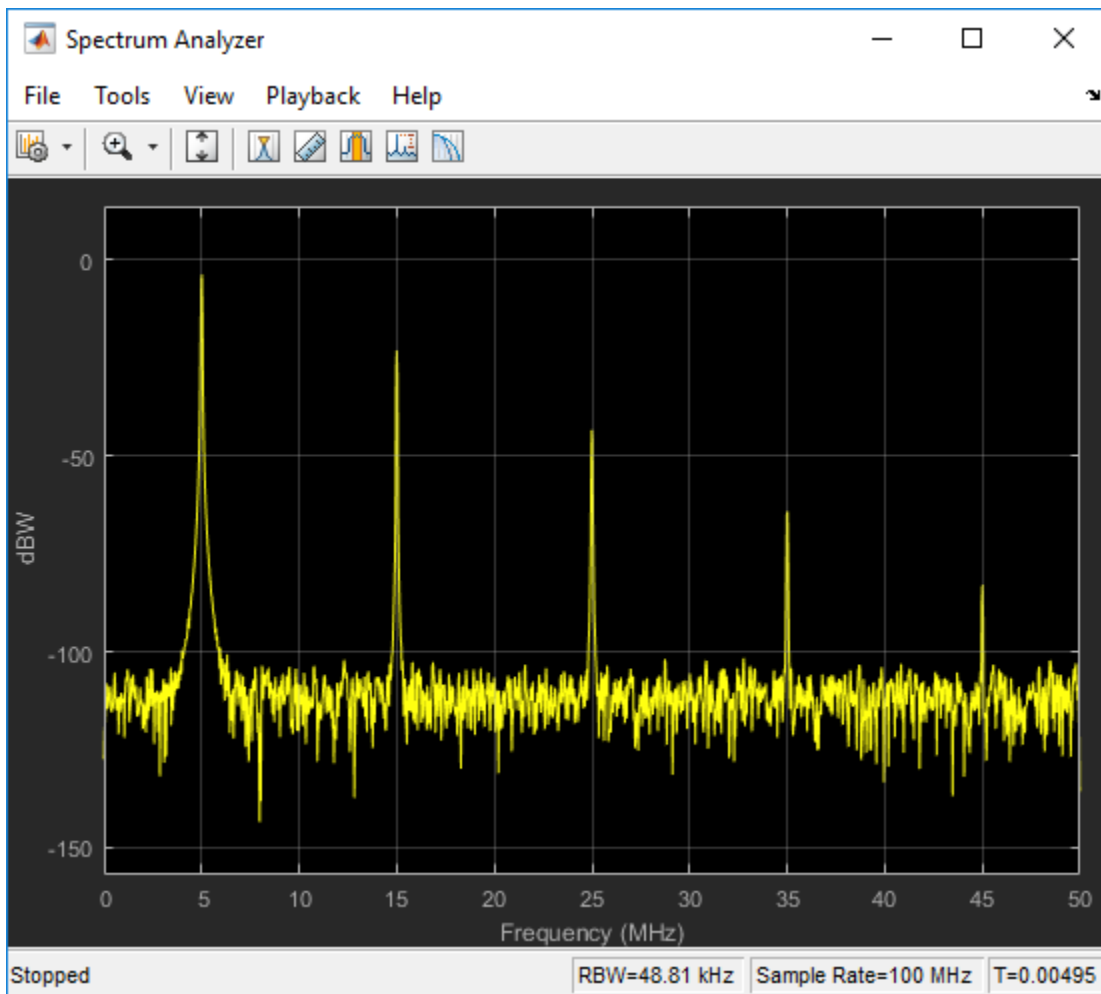 Spectrum Analyzer
File Tools View Playback Help
0
-50
-100
-150
dBW
0 5 10 15 20 25 30 35 40 45 50
Frequency (MHz)
Stopped RBW=48.81 kHz Sample Rate=100 MHz T=0.00495